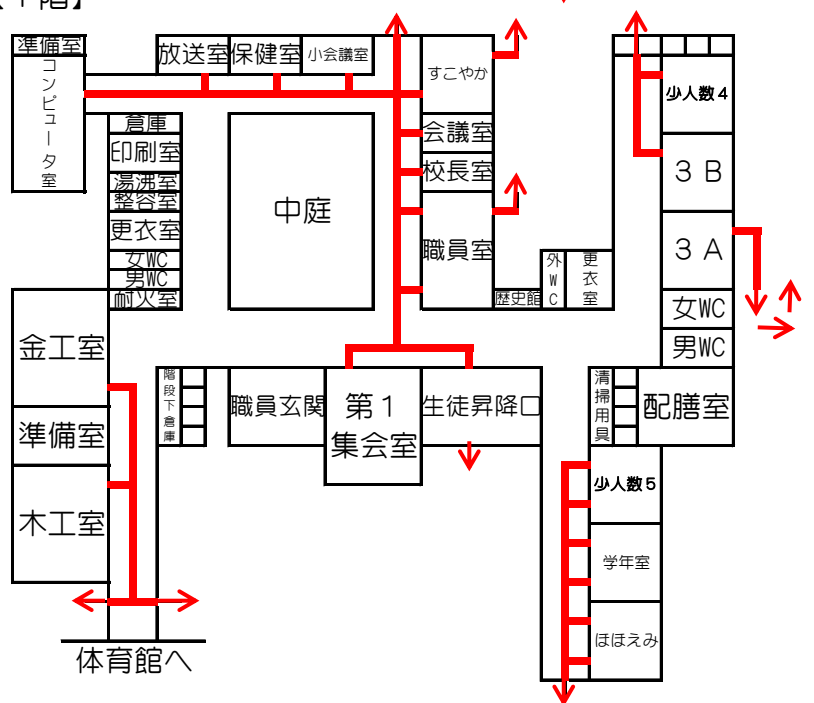 【１階】
準備室
放送室
保健室
小会議室
すこやか
コンピュータ室
少人数４
倉庫
会議室
印刷室
３Ｂ
校長室
湯沸室
整容室
中庭
更衣室
職員室
３Ａ
女WC
外WC
更衣室
男WC
耐火室
歴史館
女WC
金工室
男WC
階段下倉庫
職員玄関
第１
集会室
生徒昇降口
清掃用具
配膳室
準備室
少人数５
木工室
学年室
ほほえみ
体育館へ